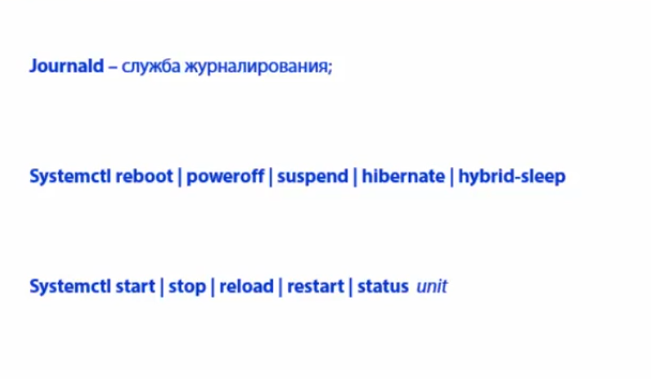 Journald – служба журналирования;
Systemctl reboot | poweroff | suspend | hibernate | hybrid-sleep
Systemctl start | stop | reload | restart | status unit